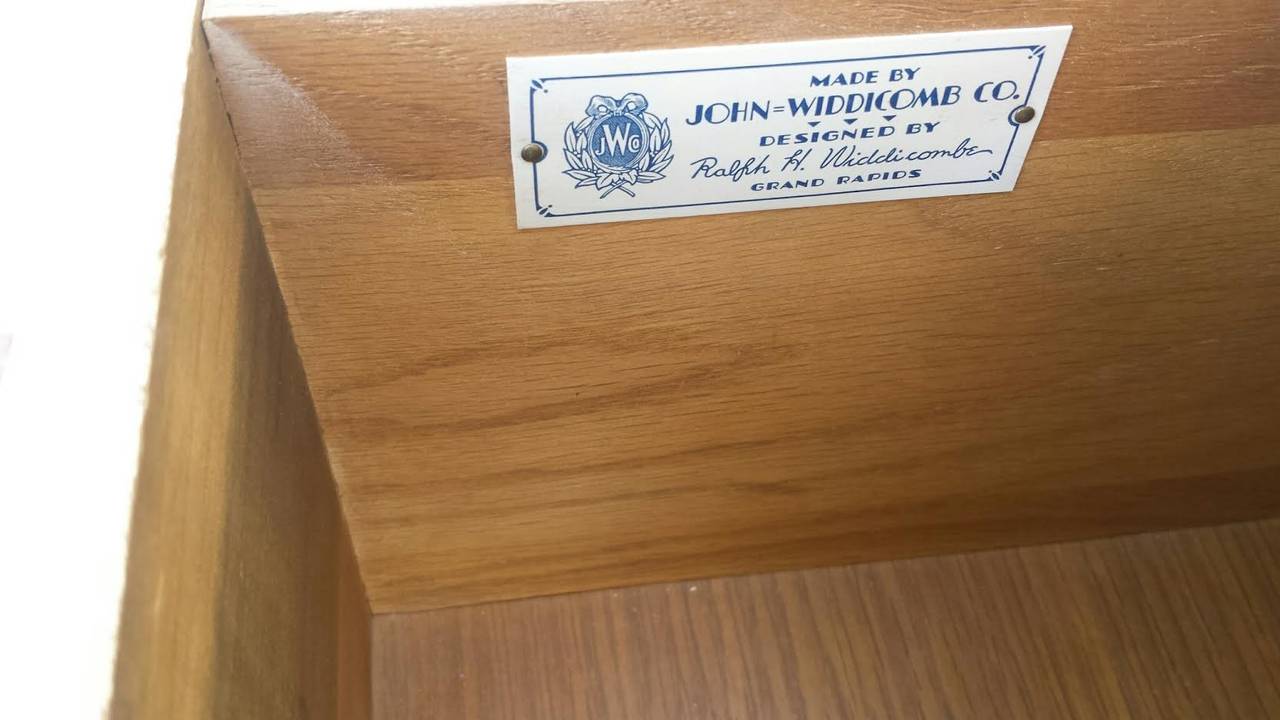 JWCo
MADE BY
JOHN=WIDDICOMB CO.
DESIGNED BY
Ralph H. Widdicombe
GRAND RAPIDS